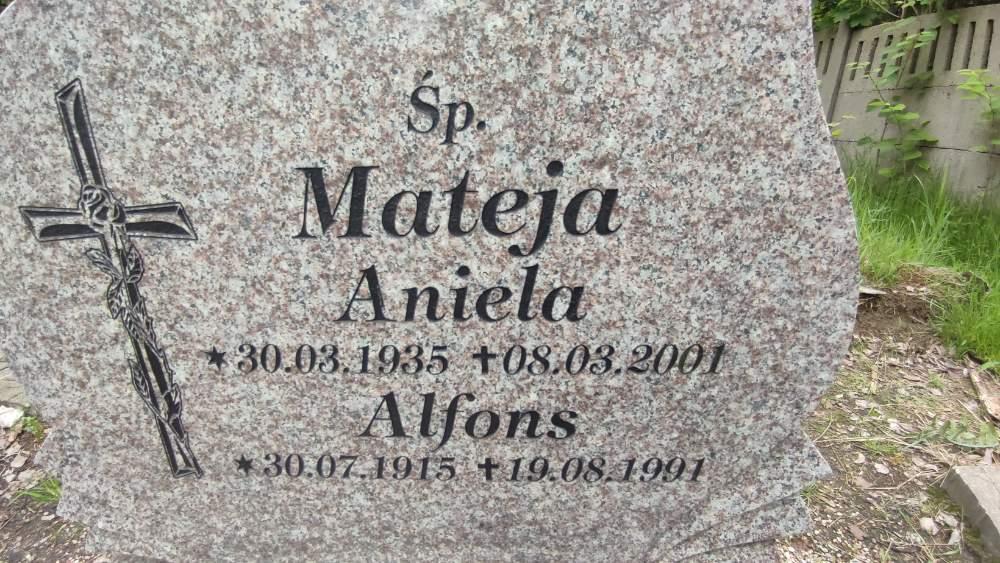 Śp.
Mateja
Aniela
★30.03.1935 ✝08.03.2001
Alfons
★30.07.1915 ✝19.08.1991